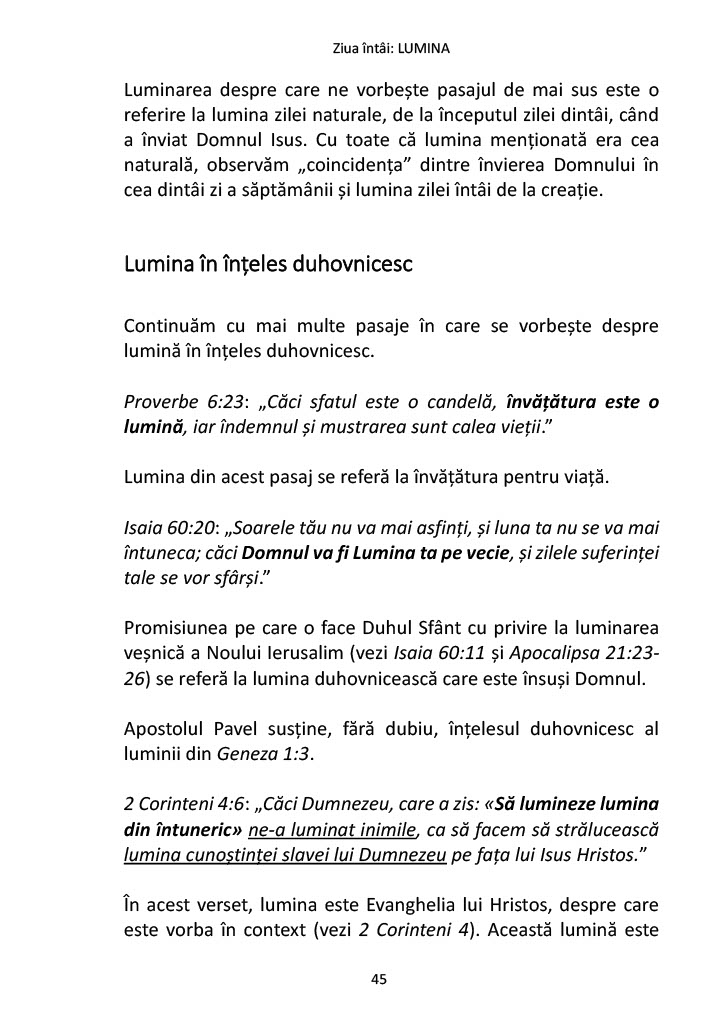 Ziua întâi: LUMINA
Luminarea despre care ne vorbește pasajul de mai sus este o
referire la lumina zilei naturale, de la începutul zilei dintâi, când
a înviat Domnul Isus. Cu toate că lumina menționată era cea
naturală, observăm „coincidența” dintre învierea Domnului în
cea dintâi zi a săptămânii și lumina zilei întâi de la creație.
Lumina în înțeles duhovnicesc
Continuăm cu mai multe pasaje în care se vorbește despre
lumină în înțeles duhovnicesc.
Proverbe 6:23: „Căci sfatul este o candelă, învățătura este o
lumină, iar îndemnul și mustrarea sunt calea vieții.”
Lumina din acest pasaj se referă la învățătura pentru viață.
Isaia 60:20: „Soarele tău nu va mai asfinți, și luna ta nu se va mai
întuneca; căci Domnul va fi Lumina ta pe vecie, și zilele suferinței
tale se vor sfârși.”
Promisiunea pe care o face Duhul Sfânt cu privire la luminarea
veșnică a Noului Ierusalim (vezi Isaia 60:11 și Apocalipsa 21:23-
26) se referă la lumina duhovnicească care este însuși Domnul.
Apostolul Pavel susține, fără dubiu, înțelesul duhovnicesc al
luminii din Geneza 1:3.
2 Corinteni 4:6: „Căci Dumnezeu, care a zis: «Să lumineze lumina
din întuneric» ne-a luminat inimile, ca să facem să strălucească
lumina cunoștinței slavei lui Dumnezeu pe fața lui Isus Hristos.”
În acest verset, lumina este Evanghelia lui Hristos, despre care
este vorba în context (vezi 2 Corinteni 4). Această lumină este
45